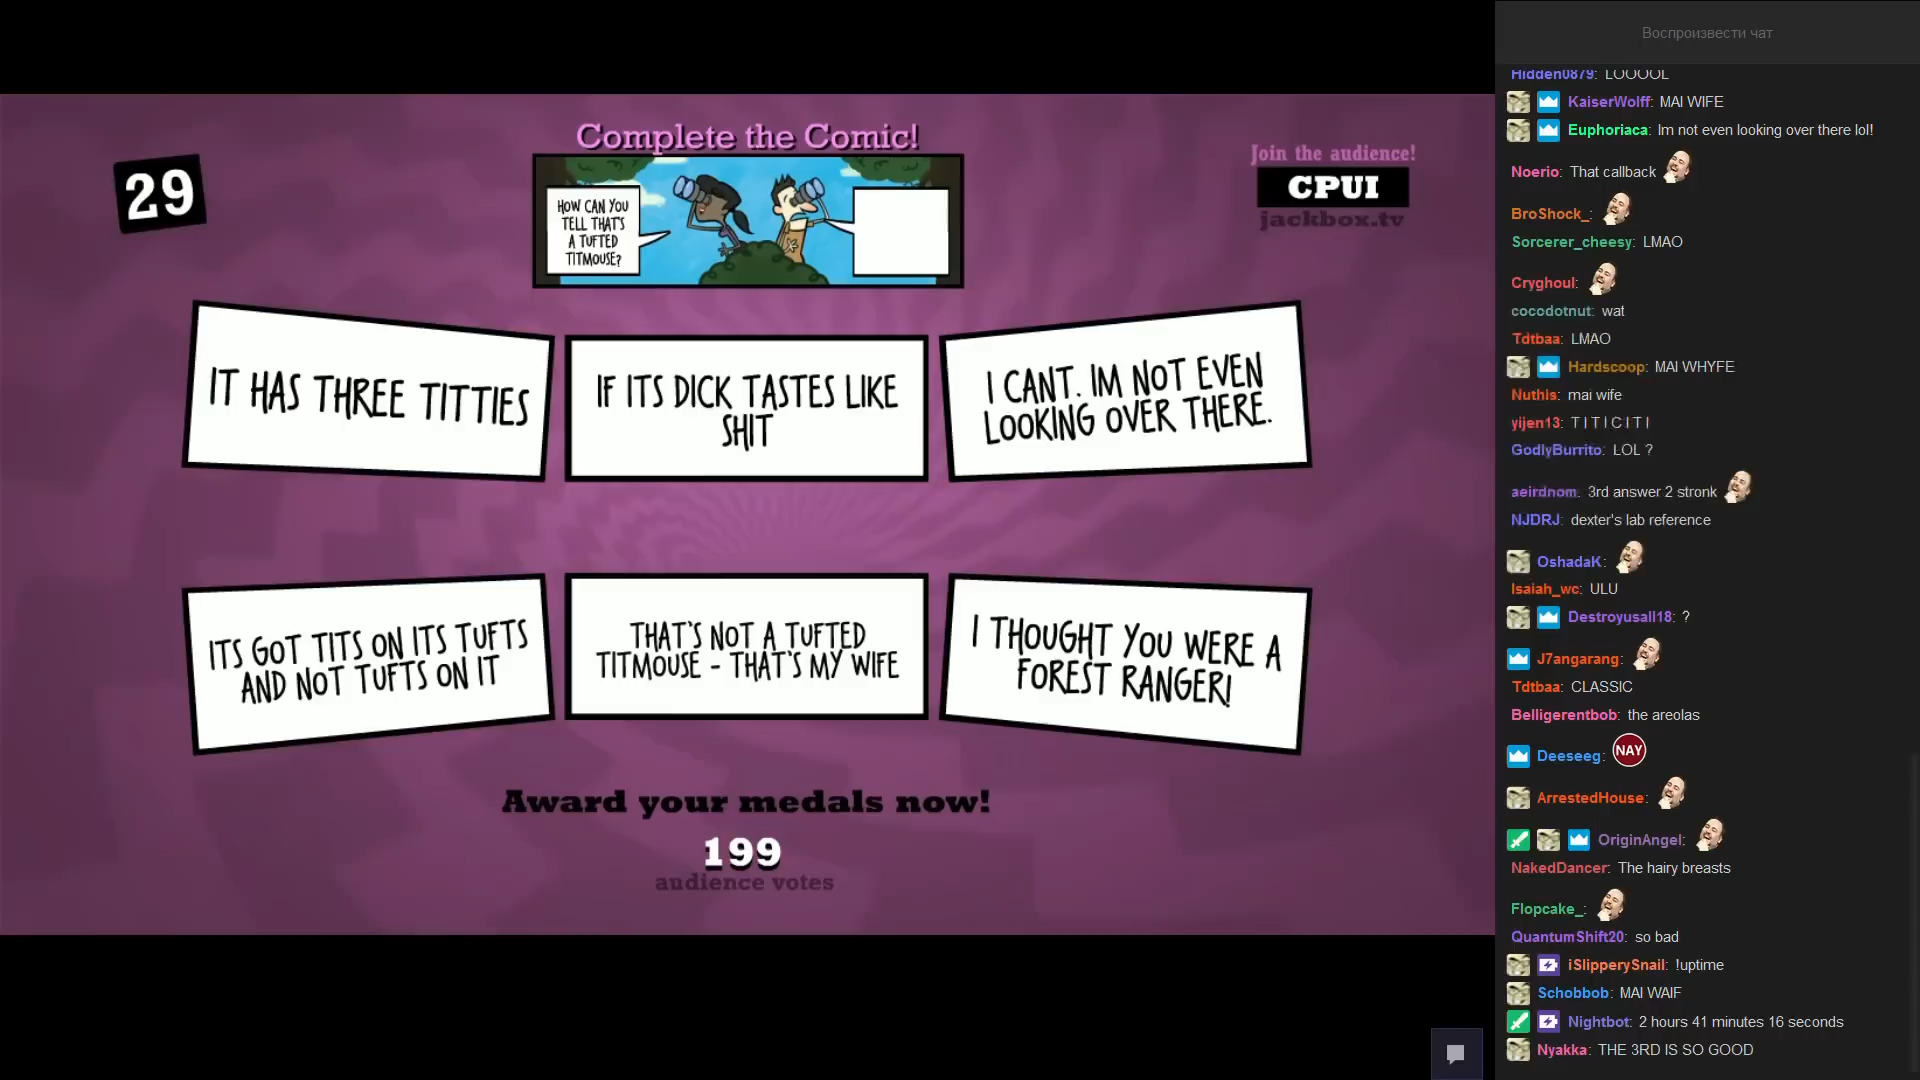 Complete the Comic!
29
HOW CAN YOU
TELL THAT'S
A TUFTED
TITMOUSE?
Join the audience!
CPUI
jackbox.tv
IT HAS THREE TITTIES
IF ITS DICK TASTES LIKE
SHIT
I CANT. IM NOT EVEN
LOOKING OVER THERE.
ITS GOT TITS ON ITS TUFTS
AND NOT TUFTS ON IT
THAT'S NOT A TUFTED
TITMOUSE - THAT'S MY WIFE
I THOUGHT YOU WERE A
FOREST RANGER!
Award your medals now!
199
audience votes
Воспроизвести чат
Hidden0879: LOOOOL
KaiserWolff: MAI WIFE
Euphoriaca: Im not even looking over there lol!
Noerio: That callback
BroShock_:
Sorcerer_cheesy: LMAO
Cryghoul:
cocodotnut: wat
Tdtbaa: LMAO
Hardscoop: MAI WHYFE
Nuthis: mai wife
yijen13: T I T I C I T I
GodlyBurrito: LOL ?
aeirdnom: 3rd answer 2 stronk
NJDRJ: dexter's lab reference
OshadaK:
Isaiah_wc: ULU
Destroyusall18: ?
J7angarang:
Tdtbaa: CLASSIC
Belligerentbob: the areolas
Deeseeg: NAY
ArrestedHouse:
OriginAngel:
NakedDancer: The hairy breasts
Flopcake_:
QuantumShift20: so bad
iSlipperySnail: !uptime
Schobbob: MAI WAIF
Nightbot: 2 hours 41 minutes 16 seconds
Nyakka: THE 3RD IS SO GOOD